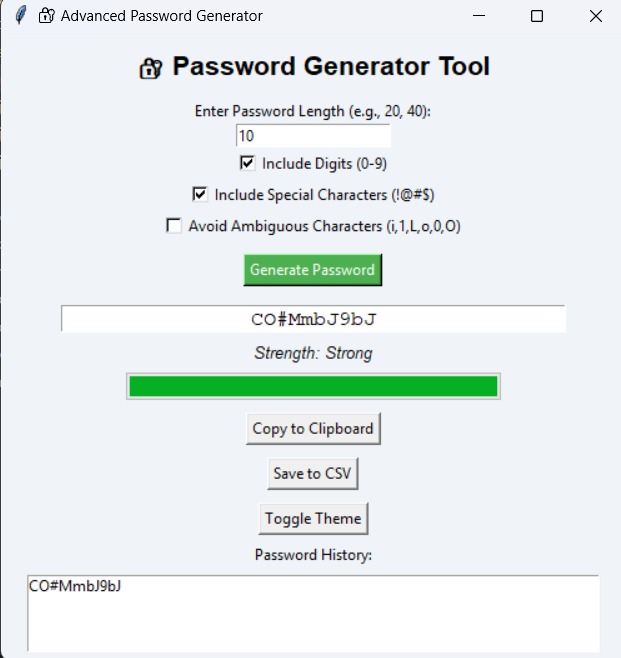 Advanced Password Generator
Password Generator Tool
Enter Password Length (e.g., 20, 40):
10
Include Digits (0-9)
Include Special Characters (!@#$)
Avoid Ambiguous Characters (i,1,L,o,0,O)
Generate Password
CO#MmbJ9bJ
Strength: Strong
Copy to Clipboard
Save to CSV
Toggle Theme
Password History:
CO#MmbJ9bJ